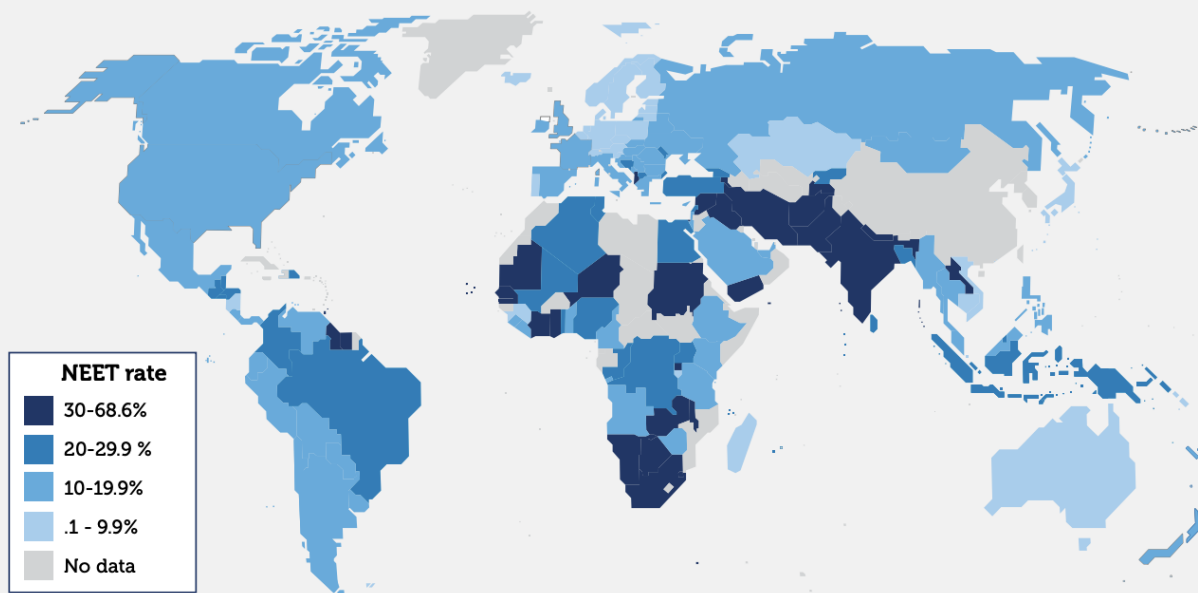 NEET rate
30-68.6%
20-29.9 %
10-19.9%
.1 - 9.9%
No data